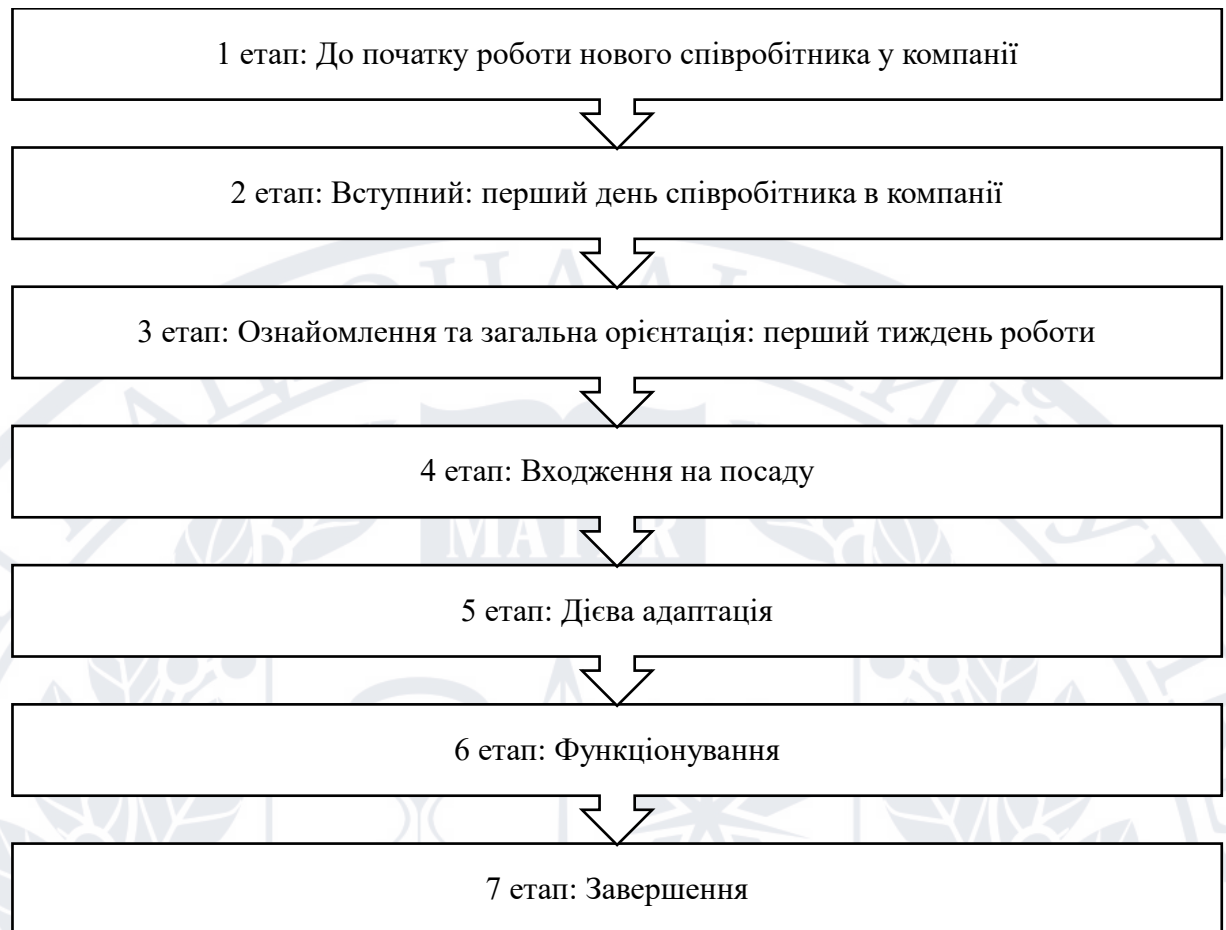 1 етап: До початку роботи нового співробітника у компанії
2 етап: Вступний: перший день співробітника в компанії
3 етап: Ознайомлення та загальна орієнтація: перший тиждень роботи
4 етап: Входження на посаду
5 етап: Дієва адаптація
6 етап: Функціонування
7 етап: Завершення